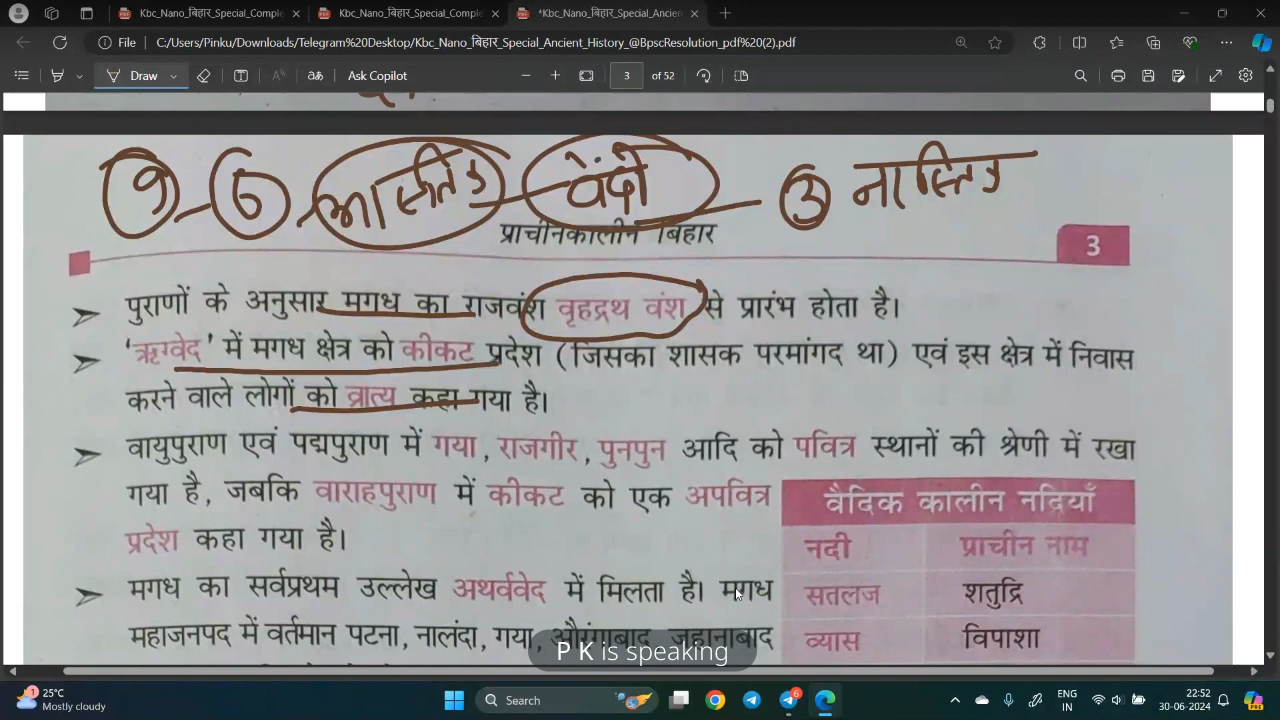 Kbc_Nano_बिहार_Special_Comple
Kbc_Nano_बिहार_Special_Comple
*Kbc_Nano_बिहार_Special_Ancien
File
C:/Users/Pinku/Downloads/Telegram%20Desktop/Kbc_Nano_बिहार_Special_Ancient_History_@BpscResolution_pdf%20(2).pdf
Draw
Ask Copilot
3 of 52
आस्तिक वेदों नास्तिक
प्राचीनकालीन बिहार
3
पुराणों के अनुसार मगध का राजवंश वृहद्रथ वंश से प्रारंभ होता है।
'ऋग्वेद' में मगध क्षेत्र को कीकट प्रदेश (जिसका शासक परमांगद था) एवं इस क्षेत्र में निवास
करने वाले लोगों को व्रात्य कहा गया है।
वायुपुराण एवं पद्मपुराण में गया, राजगीर, पुनपुन आदि को पवित्र स्थानों की श्रेणी में रखा
गया है, जबकि वाराहपुराण में कीकट को एक अपवित्र
प्रदेश कहा गया है।
मगध का सर्वप्रथम उल्लेख अथर्ववेद में मिलता है। मगध
महाजनपद में वर्तमान पटना, नालंदा, गया, औरंगाबाद, जहानाबाद
वैदिक कालीन नदियाँ
नदी प्राचीन नाम
सतलज शतुद्रि
व्यास विपाशा
P K is speaking
1
25°C
Mostly cloudy
Search
6
ENG
IN
22:52
30-06-2024